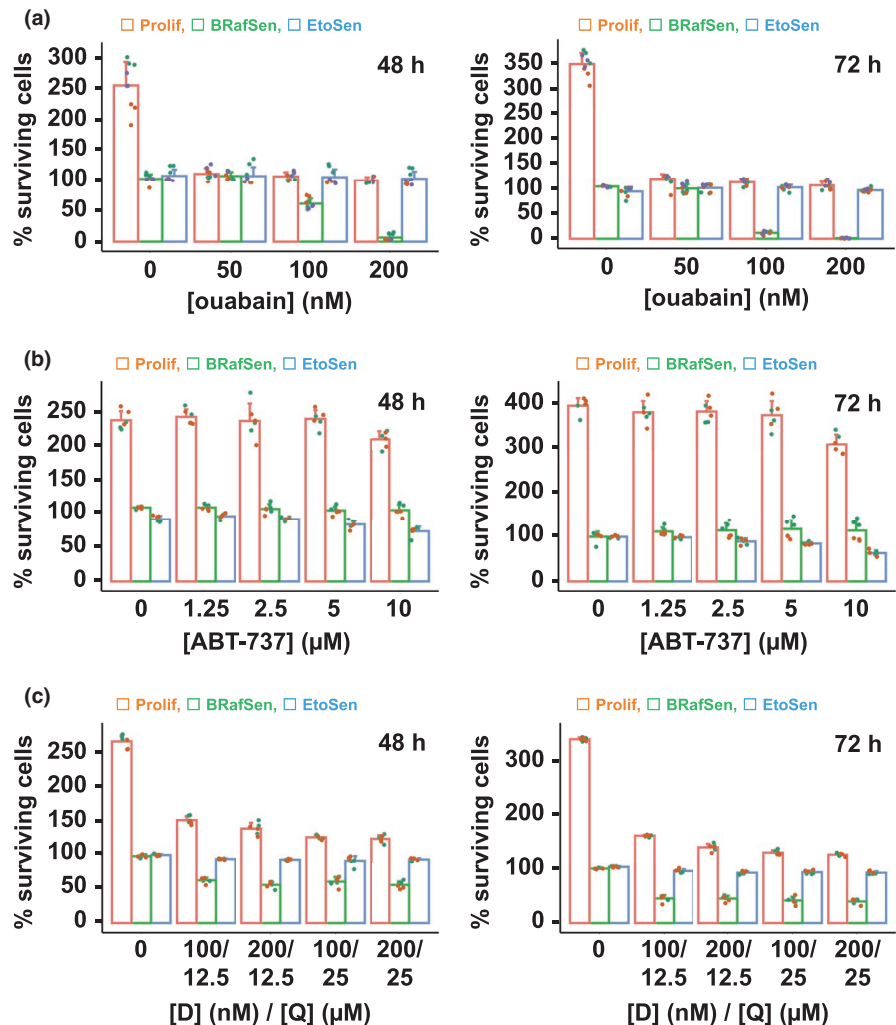 (a)
□ Prolif, □ BRafSen, □ EtoSen
48 h
% surviving cells
300
250
200
150
100
50
0
0 50 100 200
[ouabain] (nM)
□ Prolif, □ BRafSen, □ EtoSen
72 h
% surviving cells
350
300
250
200
150
100
50
0
0 50 100 200
[ouabain] (nM)
(b)
□ Prolif, □ BRafSen, □ EtoSen
48 h
% surviving cells
250
200
150
100
50
0
0 1.25 2.5 5 10
[ABT-737] (µM)
□ Prolif, □ BRafSen, □ EtoSen
72 h
% surviving cells
400
300
200
100
0
0 1.25 2.5 5 10
[ABT-737] (µM)
(c)
□ Prolif, □ BRafSen, □ EtoSen
48 h
% surviving cells
250
200
150
100
50
0
0 100/ 200/ 100/ 200/
12.5 12.5 25 25
[D] (nM) / [Q] (µM)
□ Prolif, □ BRafSen, □ EtoSen
72 h
% surviving cells
300
200
100
0
0 100/ 200/ 100/ 200/
12.5 12.5 25 25
[D] (nM) / [Q] (µM)